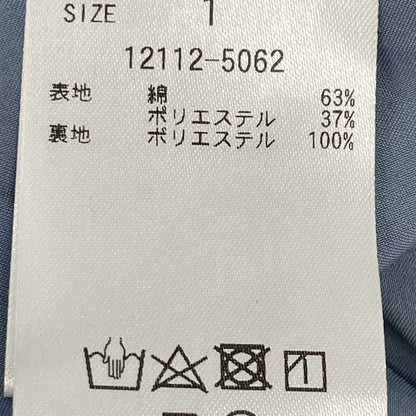 SIZE 1
12112-5062
表地 綿 63%
ポリエステル 37%
裏地 ポリエステル 100%